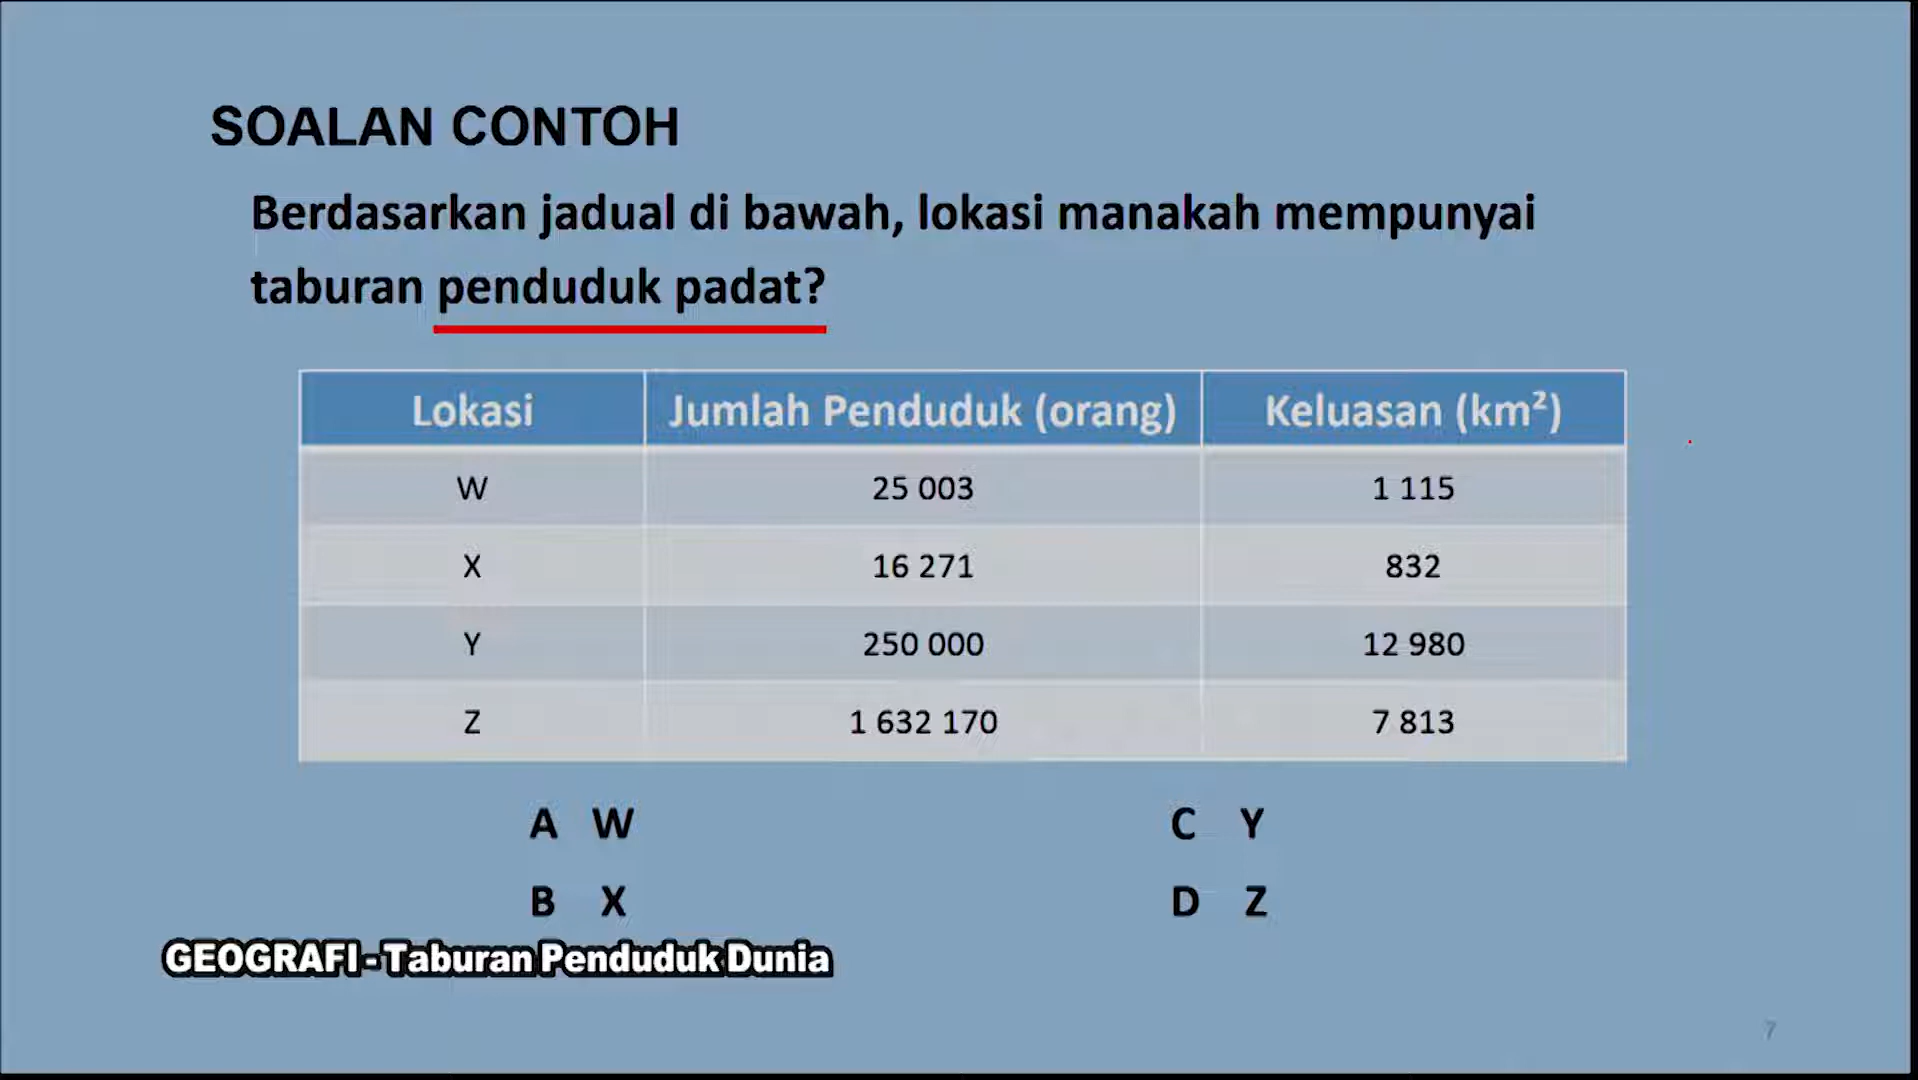 SOALAN CONTOH
Berdasarkan jadual di bawah, lokasi manakah mempunyai
taburan penduduk padat?
Lokasi Jumlah Penduduk (orang) Keluasan (km²)
W 25 003 1 115
X 16 271 832
Y 250 000 12 980
Z 1 632 170 7 813
A W C Y
B X D Z
GEOGRAFI - Taburan Penduduk Dunia
7